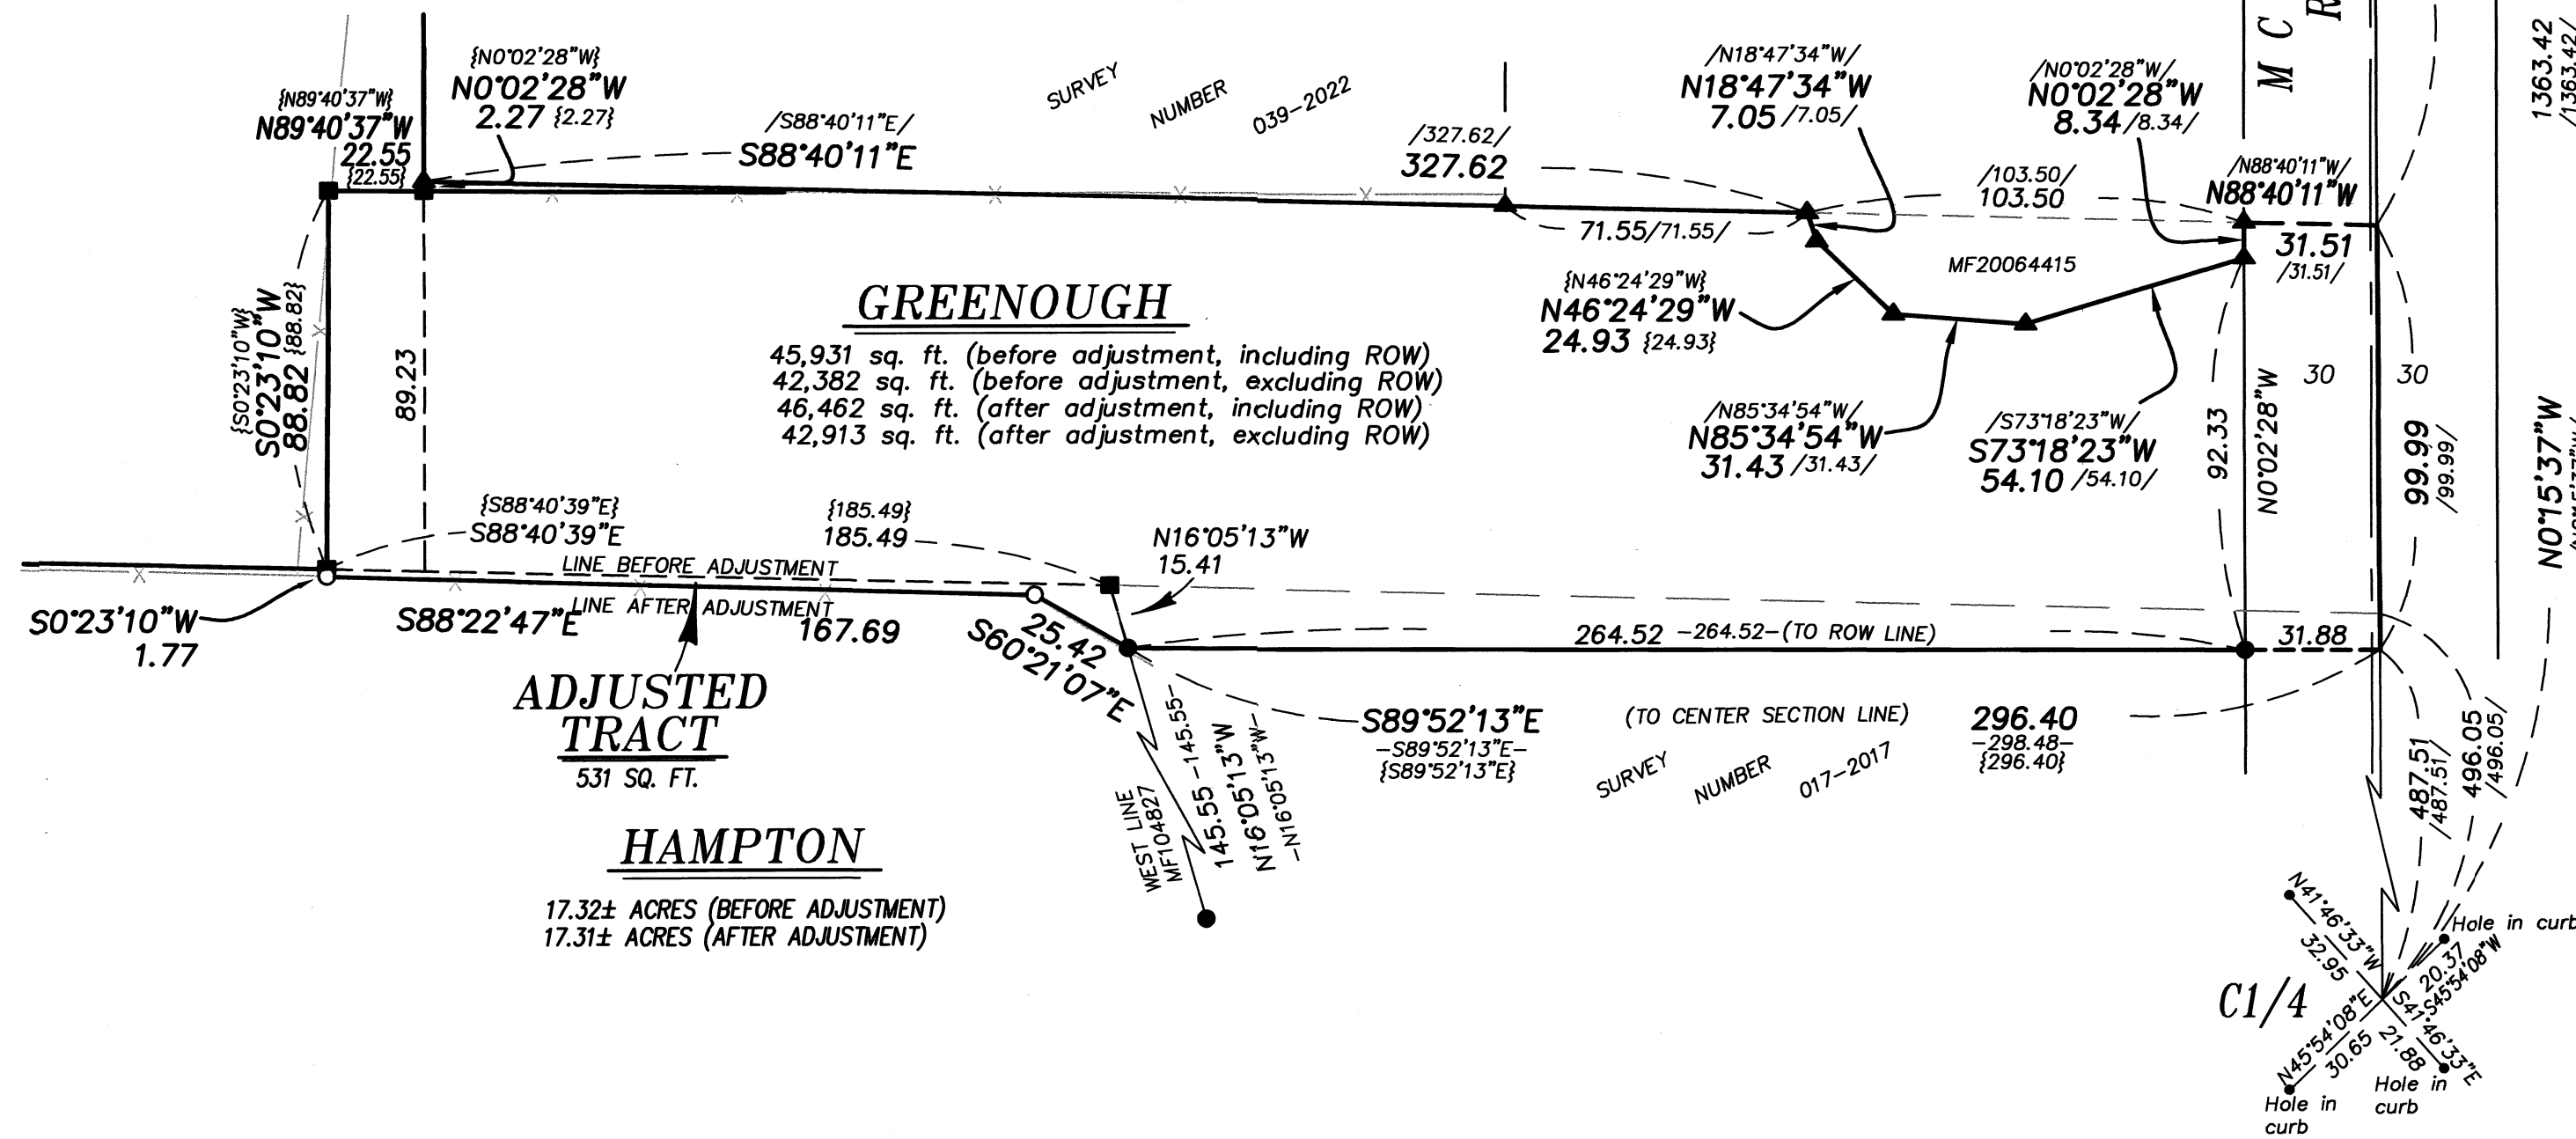 {N0°02'28"W}
N0°02'28"W
2.27 {2.27}
{N89°40'37"W}
N89°40'37"W
22.55
{22.55}
/S88°40'11"E/
S88°40'11"E
SURVEY NUMBER 039-2022
/327.62/
327.62
/N18°47'34"W/
N18°47'34"W
7.05 /7.05/
/N0°02'28"W/
N0°02'28"W
8.34 /8.34/
M C
R
1363.42
/1363.42/
/103.50/
103.50
/N88°40'11"W/
N88°40'11"W
31.51
/31.51/
71.55/71.55/
MF20064415
{S0°23'10"W}
S0°23'10"W
88.82 {88.82}
89.23
GREENOUGH
45,931 sq. ft. (before adjustment, including ROW)
42,382 sq. ft. (before adjustment, excluding ROW)
46,462 sq. ft. (after adjustment, including ROW)
42,913 sq. ft. (after adjustment, excluding ROW)
{N46°24'29"W}
N46°24'29"W
24.93 {24.93}
/N85°34'54"W/
N85°34'54"W
31.43 /31.43/
/S73°18'23"W/
S73°18'23"W
54.10 /54.10/
92.33
N0°02'28"W
30
30
99.99
/99.99/
N0°15'37"W
{S88°40'39"E}
S88°40'39"E
{185.49}
185.49
N16°05'13"W
15.41
LINE BEFORE ADJUSTMENT
LINE AFTER ADJUSTMENT
S0°23'10"W
1.77
S88°22'47"E
167.69
25.42
S60°21'07"E
264.52 -264.52-(TO ROW LINE)
31.88
ADJUSTED
TRACT
531 SQ. FT.
S89°52'13"E
-S89°52'13"E-
{S89°52'13"E}
(TO CENTER SECTION LINE)
296.40
-298.48-
{296.40}
SURVEY NUMBER 017-2017
WEST LINE
MF104827
145.55 -145.55-
N16°05'13"W
-N16°05'13"W-
487.51
/487.51/
496.05
/496.05/
HAMPTON
17.32± ACRES (BEFORE ADJUSTMENT)
17.31± ACRES (AFTER ADJUSTMENT)
C1/4
N41°46'33"W
32.95
Hole in curb
20.37
S45°54'08"W
N45°54'08"E
30.65
S41°46'33"E
21.88
Hole in
curb
Hole in
curb